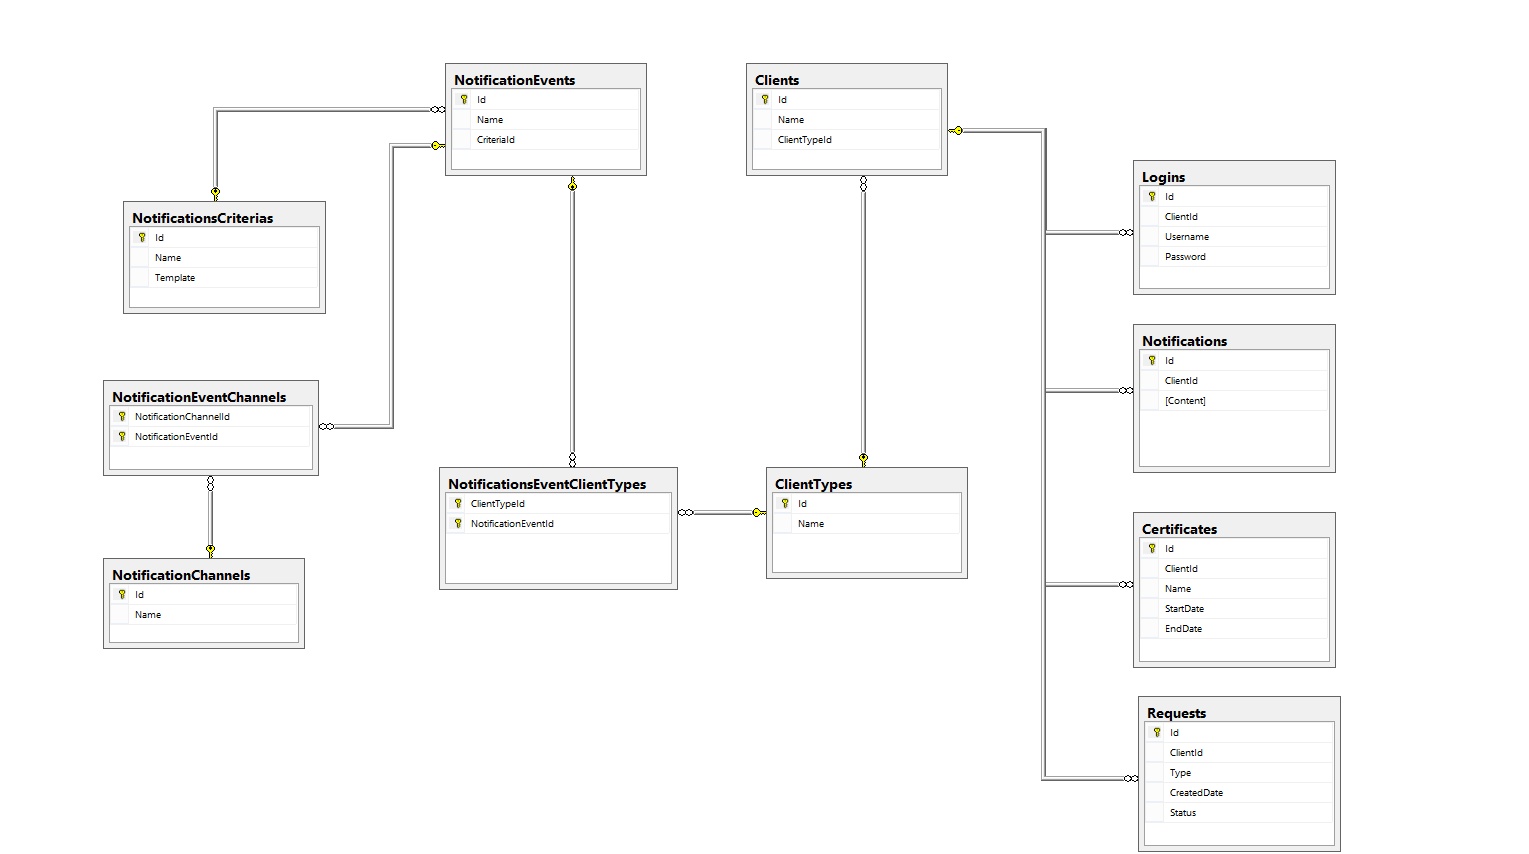 NotificationEvents
Id
Name
CriteriaId
Clients
Id
Name
ClientTypeId
Logins
Id
ClientId
Username
Password
NotificationsCriterias
Id
Name
Template
Notifications
Id
ClientId
[Content]
NotificationEventChannels
NotificationChannelId
NotificationEventId
NotificationsEventClientTypes
ClientTypeId
NotificationEventId
ClientTypes
Id
Name
Certificates
Id
ClientId
Name
StartDate
EndDate
NotificationChannels
Id
Name
Requests
Id
ClientId
Type
CreatedDate
Status